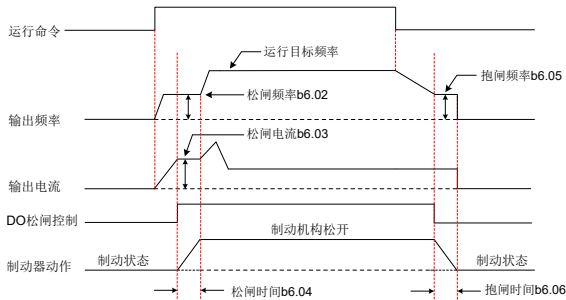 运行命令
运行目标频率
抱闸频率b6.05
松闸频率b6.02
输出频率
松闸电流b6.03
输出电流
DO松闸控制
制动机构松开
制动器动作
制动状态
制动状态
松闸时间b6.04
抱闸时间b6.06